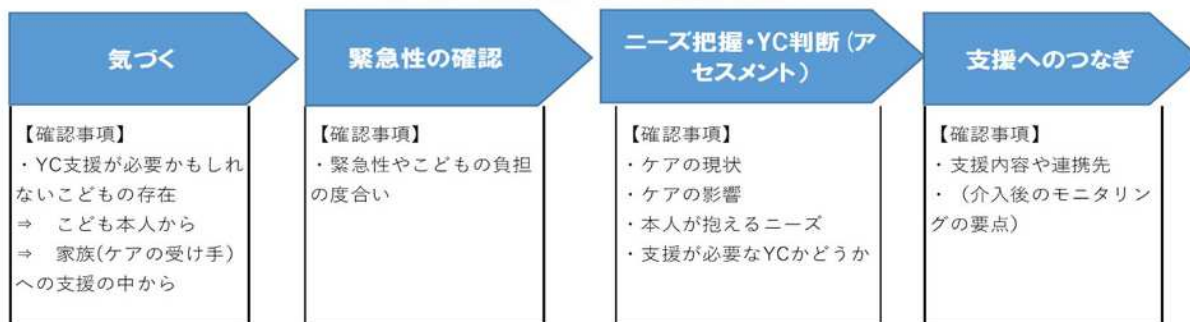 気づく
【確認事項】
・YC支援が必要かもしれ
ないこどもの存在
⇒　こども本人から
⇒　家族(ケアの受け手)
への支援の中から
緊急性の確認
【確認事項】
・緊急性やこどもの負担
の度合い
ニーズ把握・YC判断(ア
セスメント)
【確認事項】
・ケアの現状
・ケアの影響
・本人が抱えるニーズ
・支援が必要なYCかどうか
支援へのつなぎ
【確認事項】
・支援内容や連携先
・（介入後のモニタリン
グの要点）